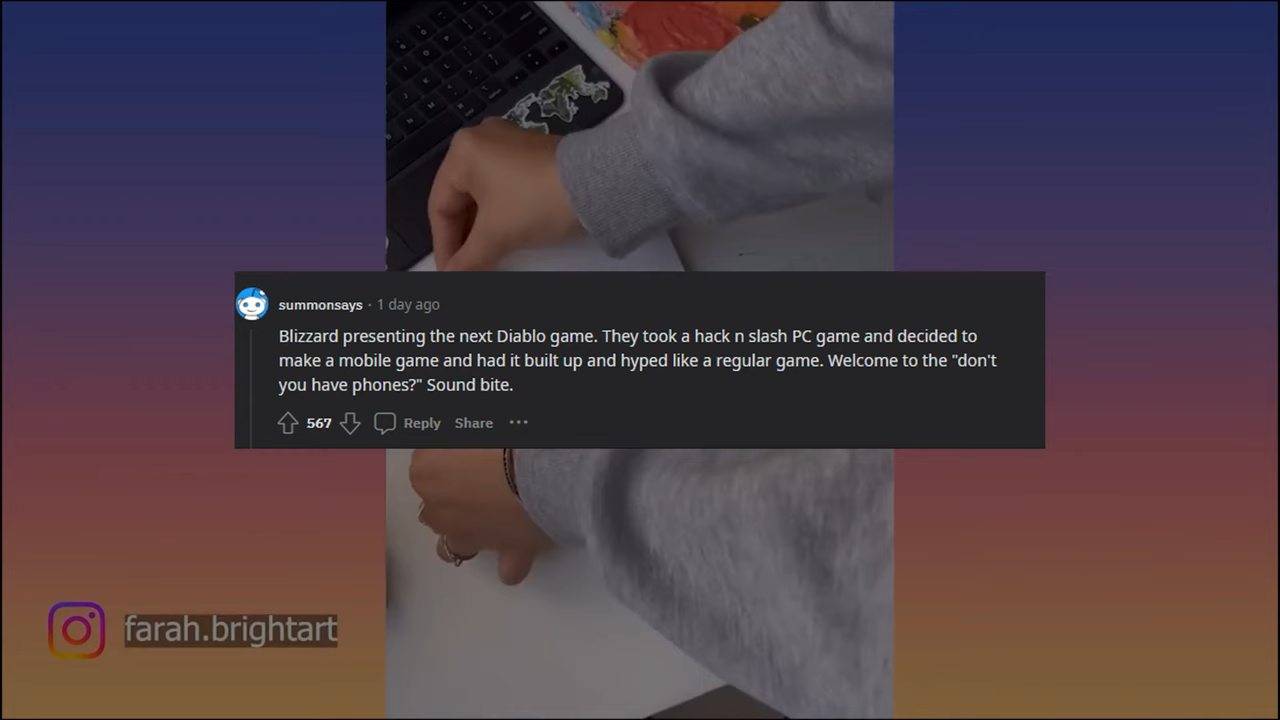 summonsays · 1 day ago
Blizzard presenting the next Diablo game. They took a hack n slash PC game and decided to
make a mobile game and had it built up and hyped like a regular game. Welcome to the "don't
you have phones?" Sound bite.
567 Reply Share ···
farah.brightart